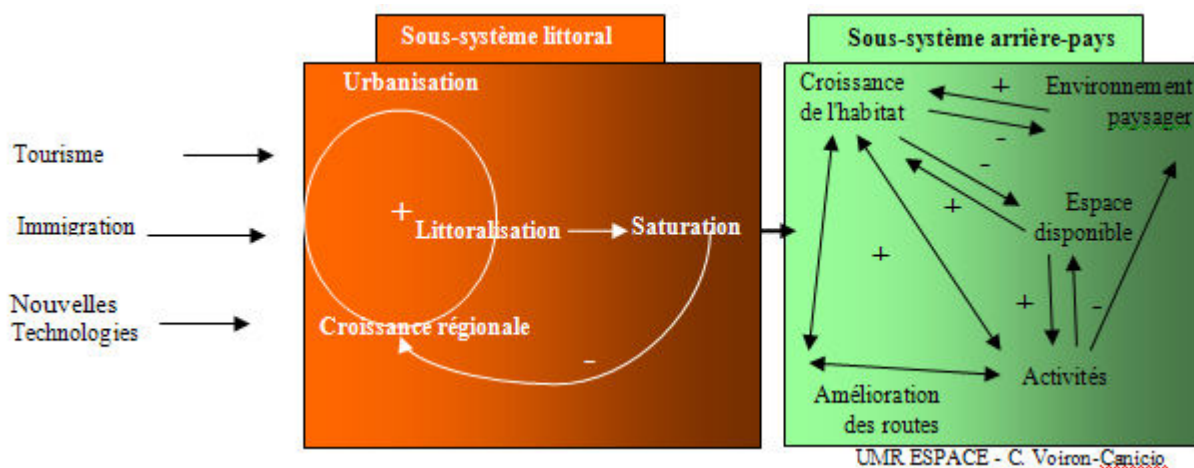 Sous-système littoral
Sous-système arrière-pays
Urbanisation
Croissance
de l'habitat
+
Environnement
paysager
-
-
Tourisme
+
Littoralisation
Saturation
+
Espace
disponible
Immigration
+
Nouvelles
Technologies
Croissance régionale
-
+
-
Activités
Amélioration
des routes
UMR ESPACE - C. Voiron-Canicio